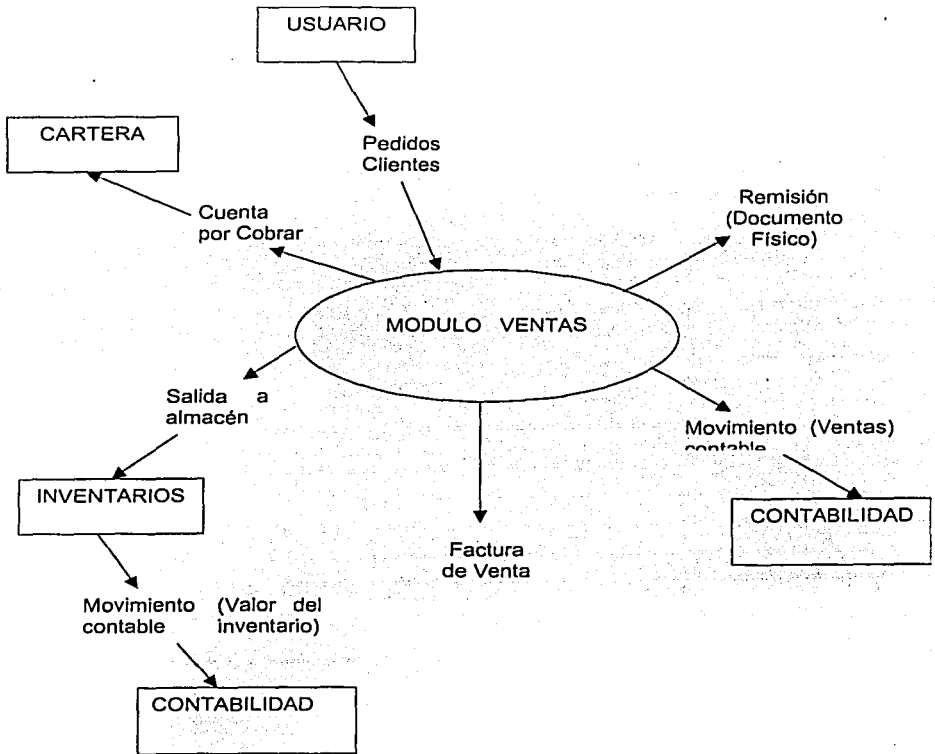 USUARIO
CARTERA
Pedidos
Clientes
Remisión
(Documento
Físico)
Cuenta
por Cobrar
MODULO VENTAS
Salida a
almacén
Movimiento (Ventas)
contable
INVENTARIOS
CONTABILIDAD
Factura
de Venta
Movimiento (Valor del
contable inventario)
CONTABILIDAD